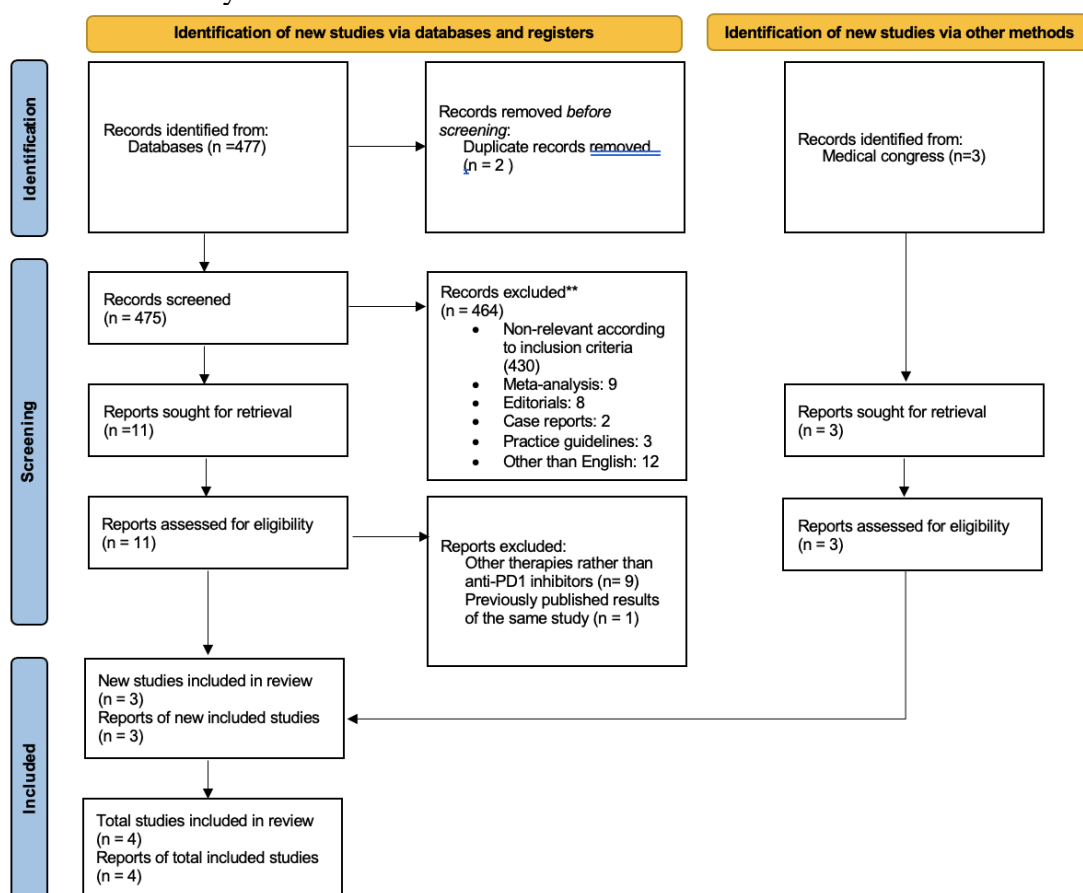 Identification of new studies via databases and registers
Identification of new studies via other methods
Identification
Records identified from:
Databases (n =477)
Records removed before
screening:
Duplicate records removed
(n = 2 )
Records identified from:
Medical congress (n=3)
Screening
Records screened
(n = 475)
Records excluded**
(n = 464)
• Non-relevant according
to inclusion criteria
(430)
• Meta-analysis: 9
• Editorials: 8
• Case reports: 2
• Practice guidelines: 3
• Other than English: 12
Reports sought for retrieval
(n =11)
Reports sought for retrieval
(n = 3)
Reports assessed for eligibility
(n = 11)
Reports excluded:
Other therapies rather than
anti-PD1 inhibitors (n= 9)
Previously published results
of the same study (n = 1)
Reports assessed for eligibility
(n = 3)
Included
New studies included in review
(n = 3)
Reports of new included studies
(n = 3)
Total studies included in review
(n = 4)
Reports of total included studies
(n = 4)